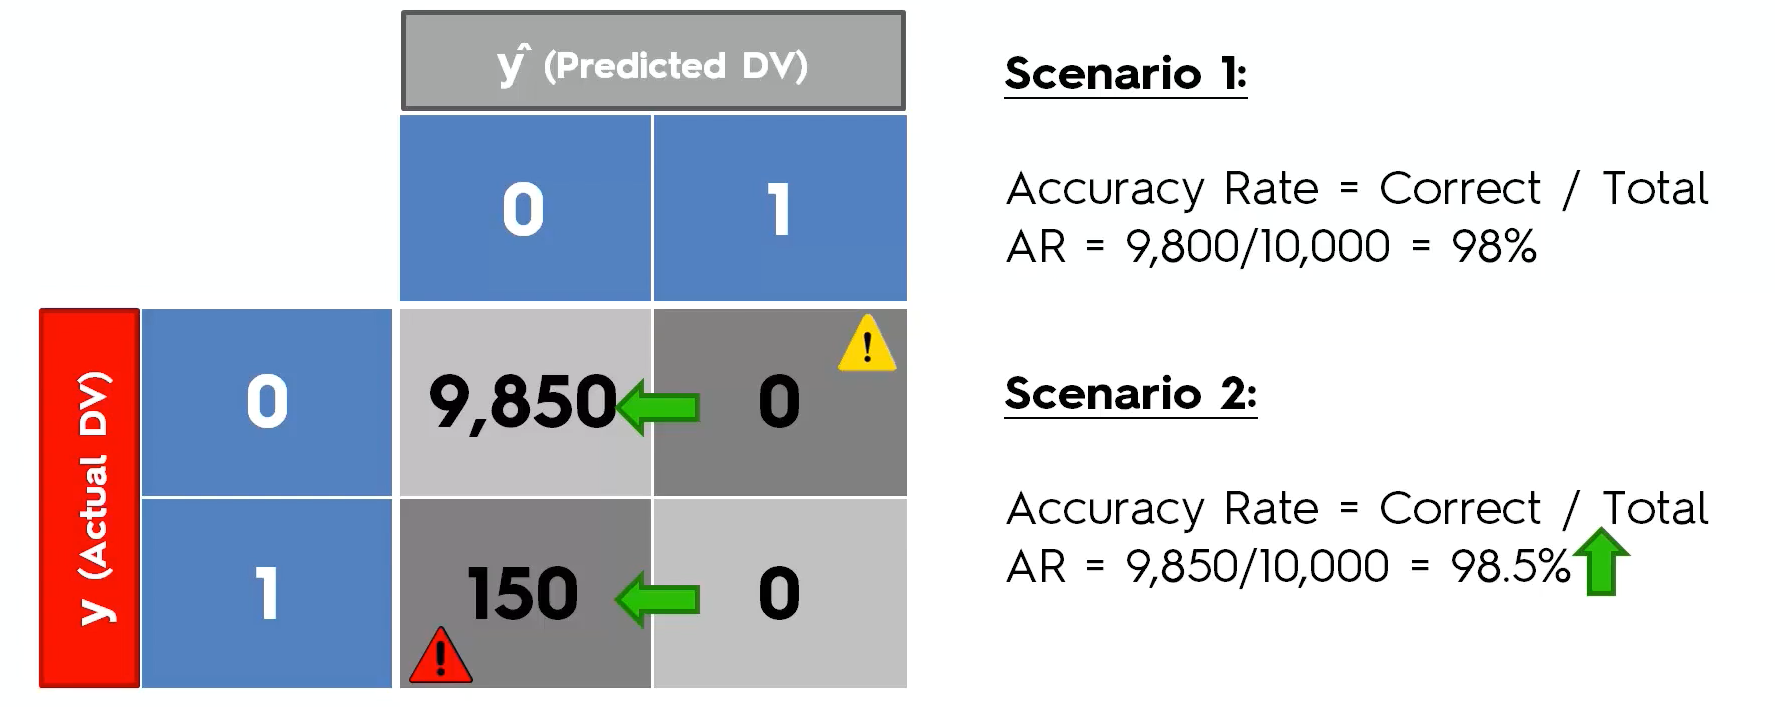 ŷ (Predicted DV)
0 1
y (Actual DV)
0 9,850 0
1 150 0
Scenario 1:
Accuracy Rate = Correct / Total
AR = 9,800/10,000 = 98%
Scenario 2:
Accuracy Rate = Correct / Total
AR = 9,850/10,000 = 98.5%